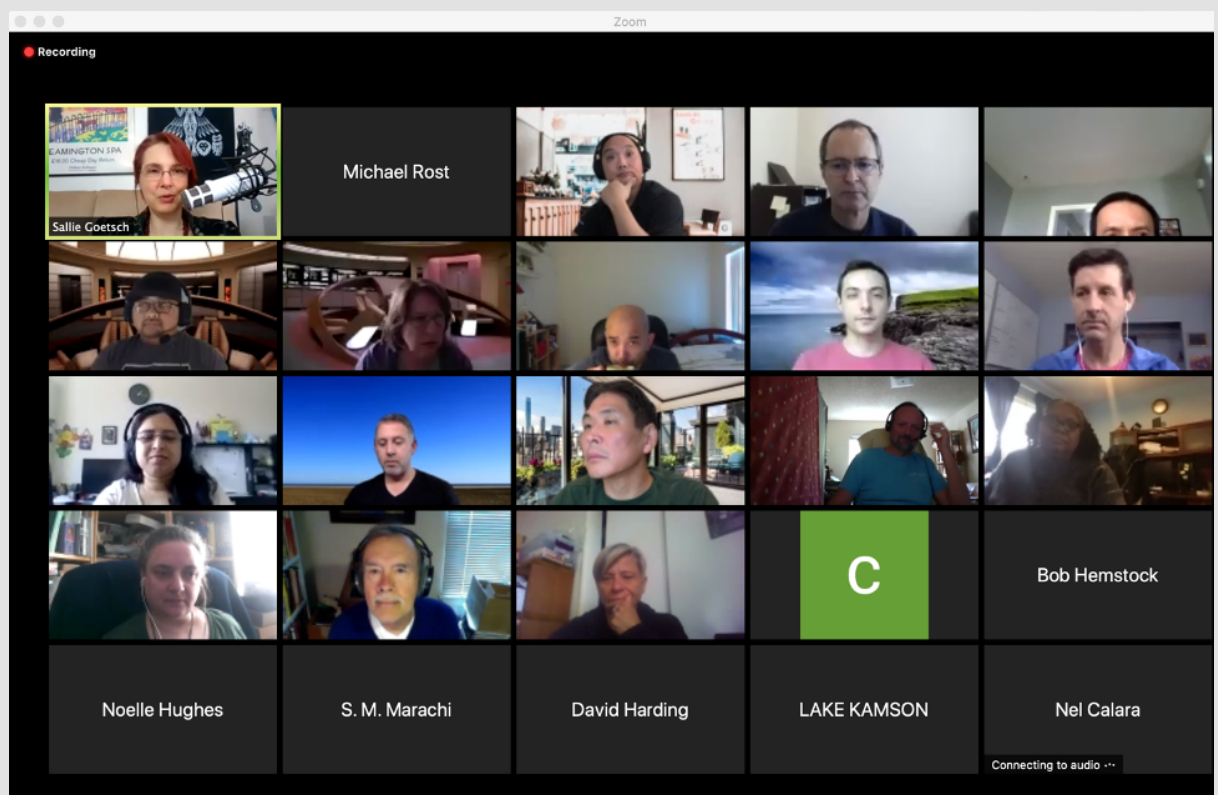 Zoom
Recording
EAMINGTON SPA
Sallie Goetsch
Michael Rost
C
Bob Hemstock
Noelle Hughes
S. M. Marachi
David Harding
LAKE KAMSON
Nel Calara
Connecting to audio ···